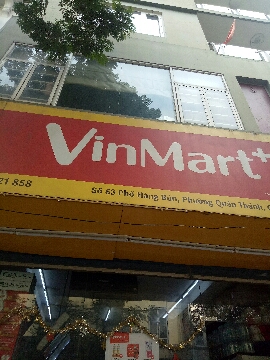 VinMart+
21 858
Số 63 Phố Hàng Bún, Phường Quán Thánh,